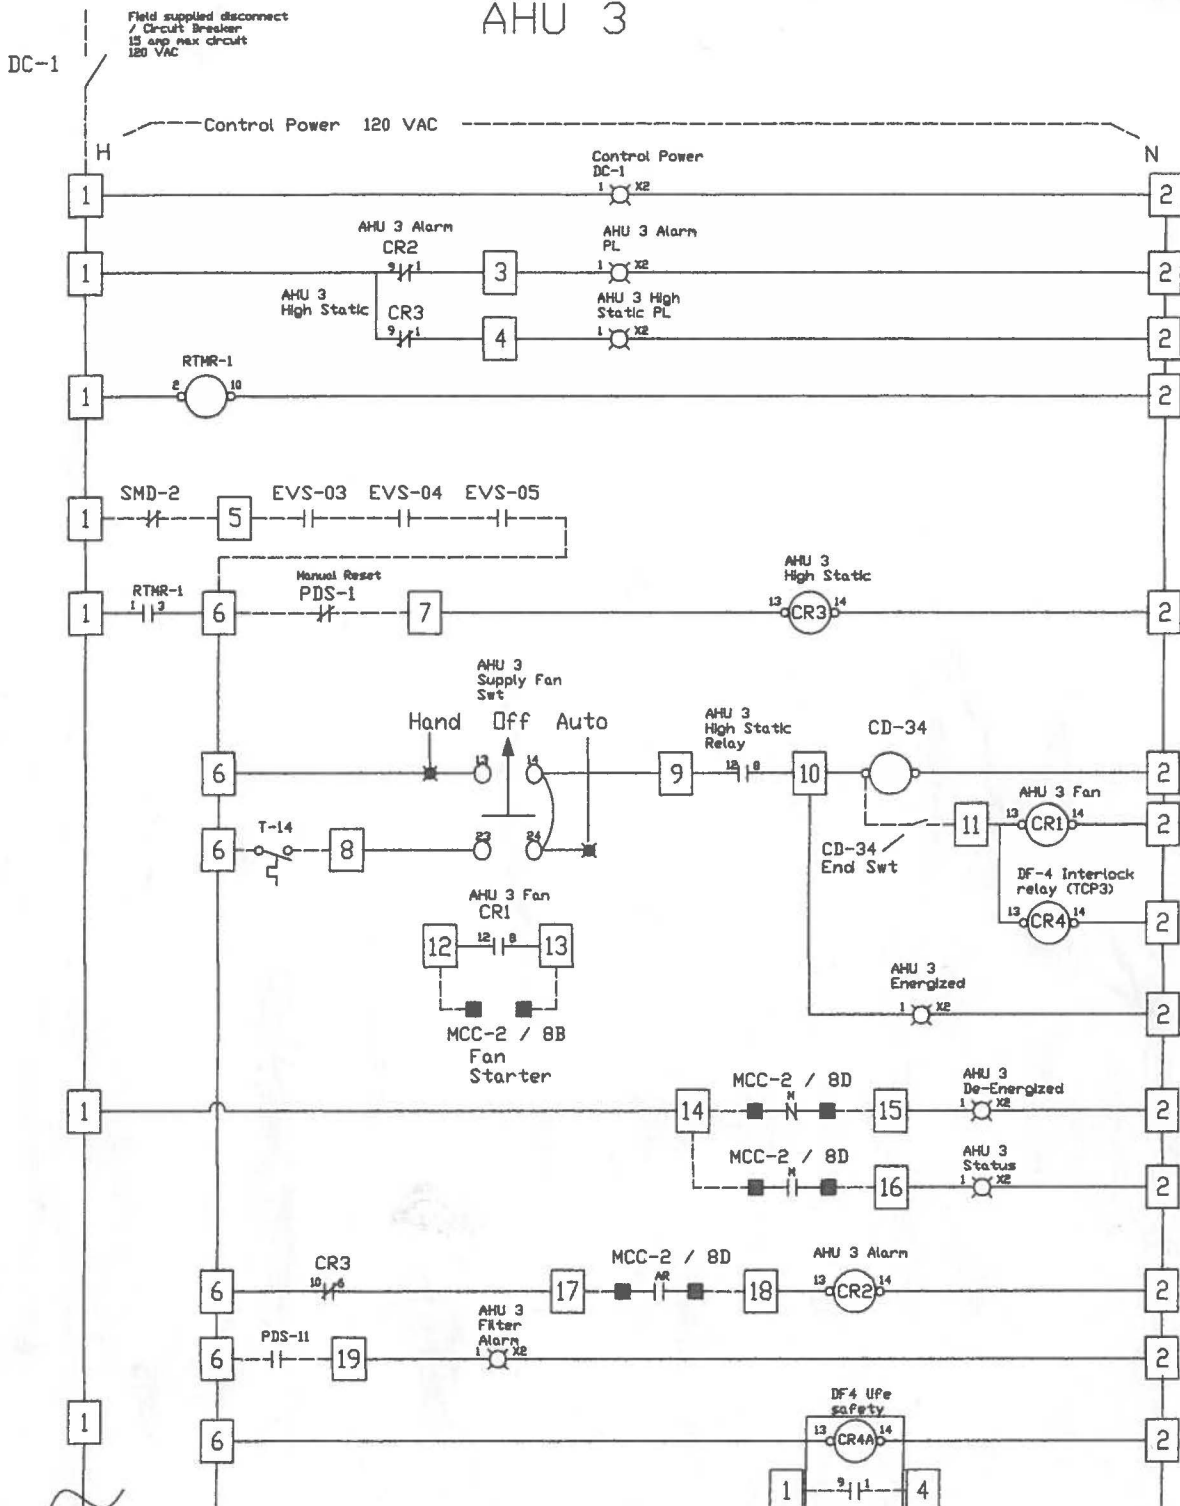 AHU 3
Field supplied disconnect
/ Circuit Breaker
15 amp max circuit
120 VAC
DC-1
Control Power 120 VAC
H
N
Control Power
DC-1
1 1 X2 2
AHU 3 Alarm
CR2
AHU 3 Alarm
PL
1 9 1 3 1 X2 2
AHU 3
High Static
CR3
AHU 3 High
Static PL
9 1 4 1 X2 2
RTMR-1
1 2 10 2
SMD-2 EVS-03 EVS-04 EVS-05
1 5
RTMR-1
Manual Reset
PDS-1
AHU 3
High Static
1 1 3 6 7 13 CR3 14 2
AHU 3
Supply Fan
Swt
Hand Off Auto
AHU 3
High Static
Relay
CD-34
6 13 14 9 12 8 10 2
T-14
AHU 3 Fan
6 8 23 24 11 13 CR1 14 2
CD-34
End Swt
DF-4 Interlock
relay (TCP3)
13 CR4 14 2
AHU 3 Fan
CR1
12 12 8 13
MCC-2 / 8B
Fan
Starter
AHU 3
Energized
1 X2 2
MCC-2 / 8D
AHU 3
De-Energized
1 14 M 15 1 X2 2
MCC-2 / 8D
AHU 3
Status
M 16 1 X2 2
CR3
MCC-2 / 8D
AHU 3 Alarm
6 10 6 17 AR 18 13 CR2 14 2
PDS-11
AHU 3
Filter
Alarm
6 19 1 X2 2
1
DF4 life
safety
6 13 CR4A 14 2
1 9 1 4